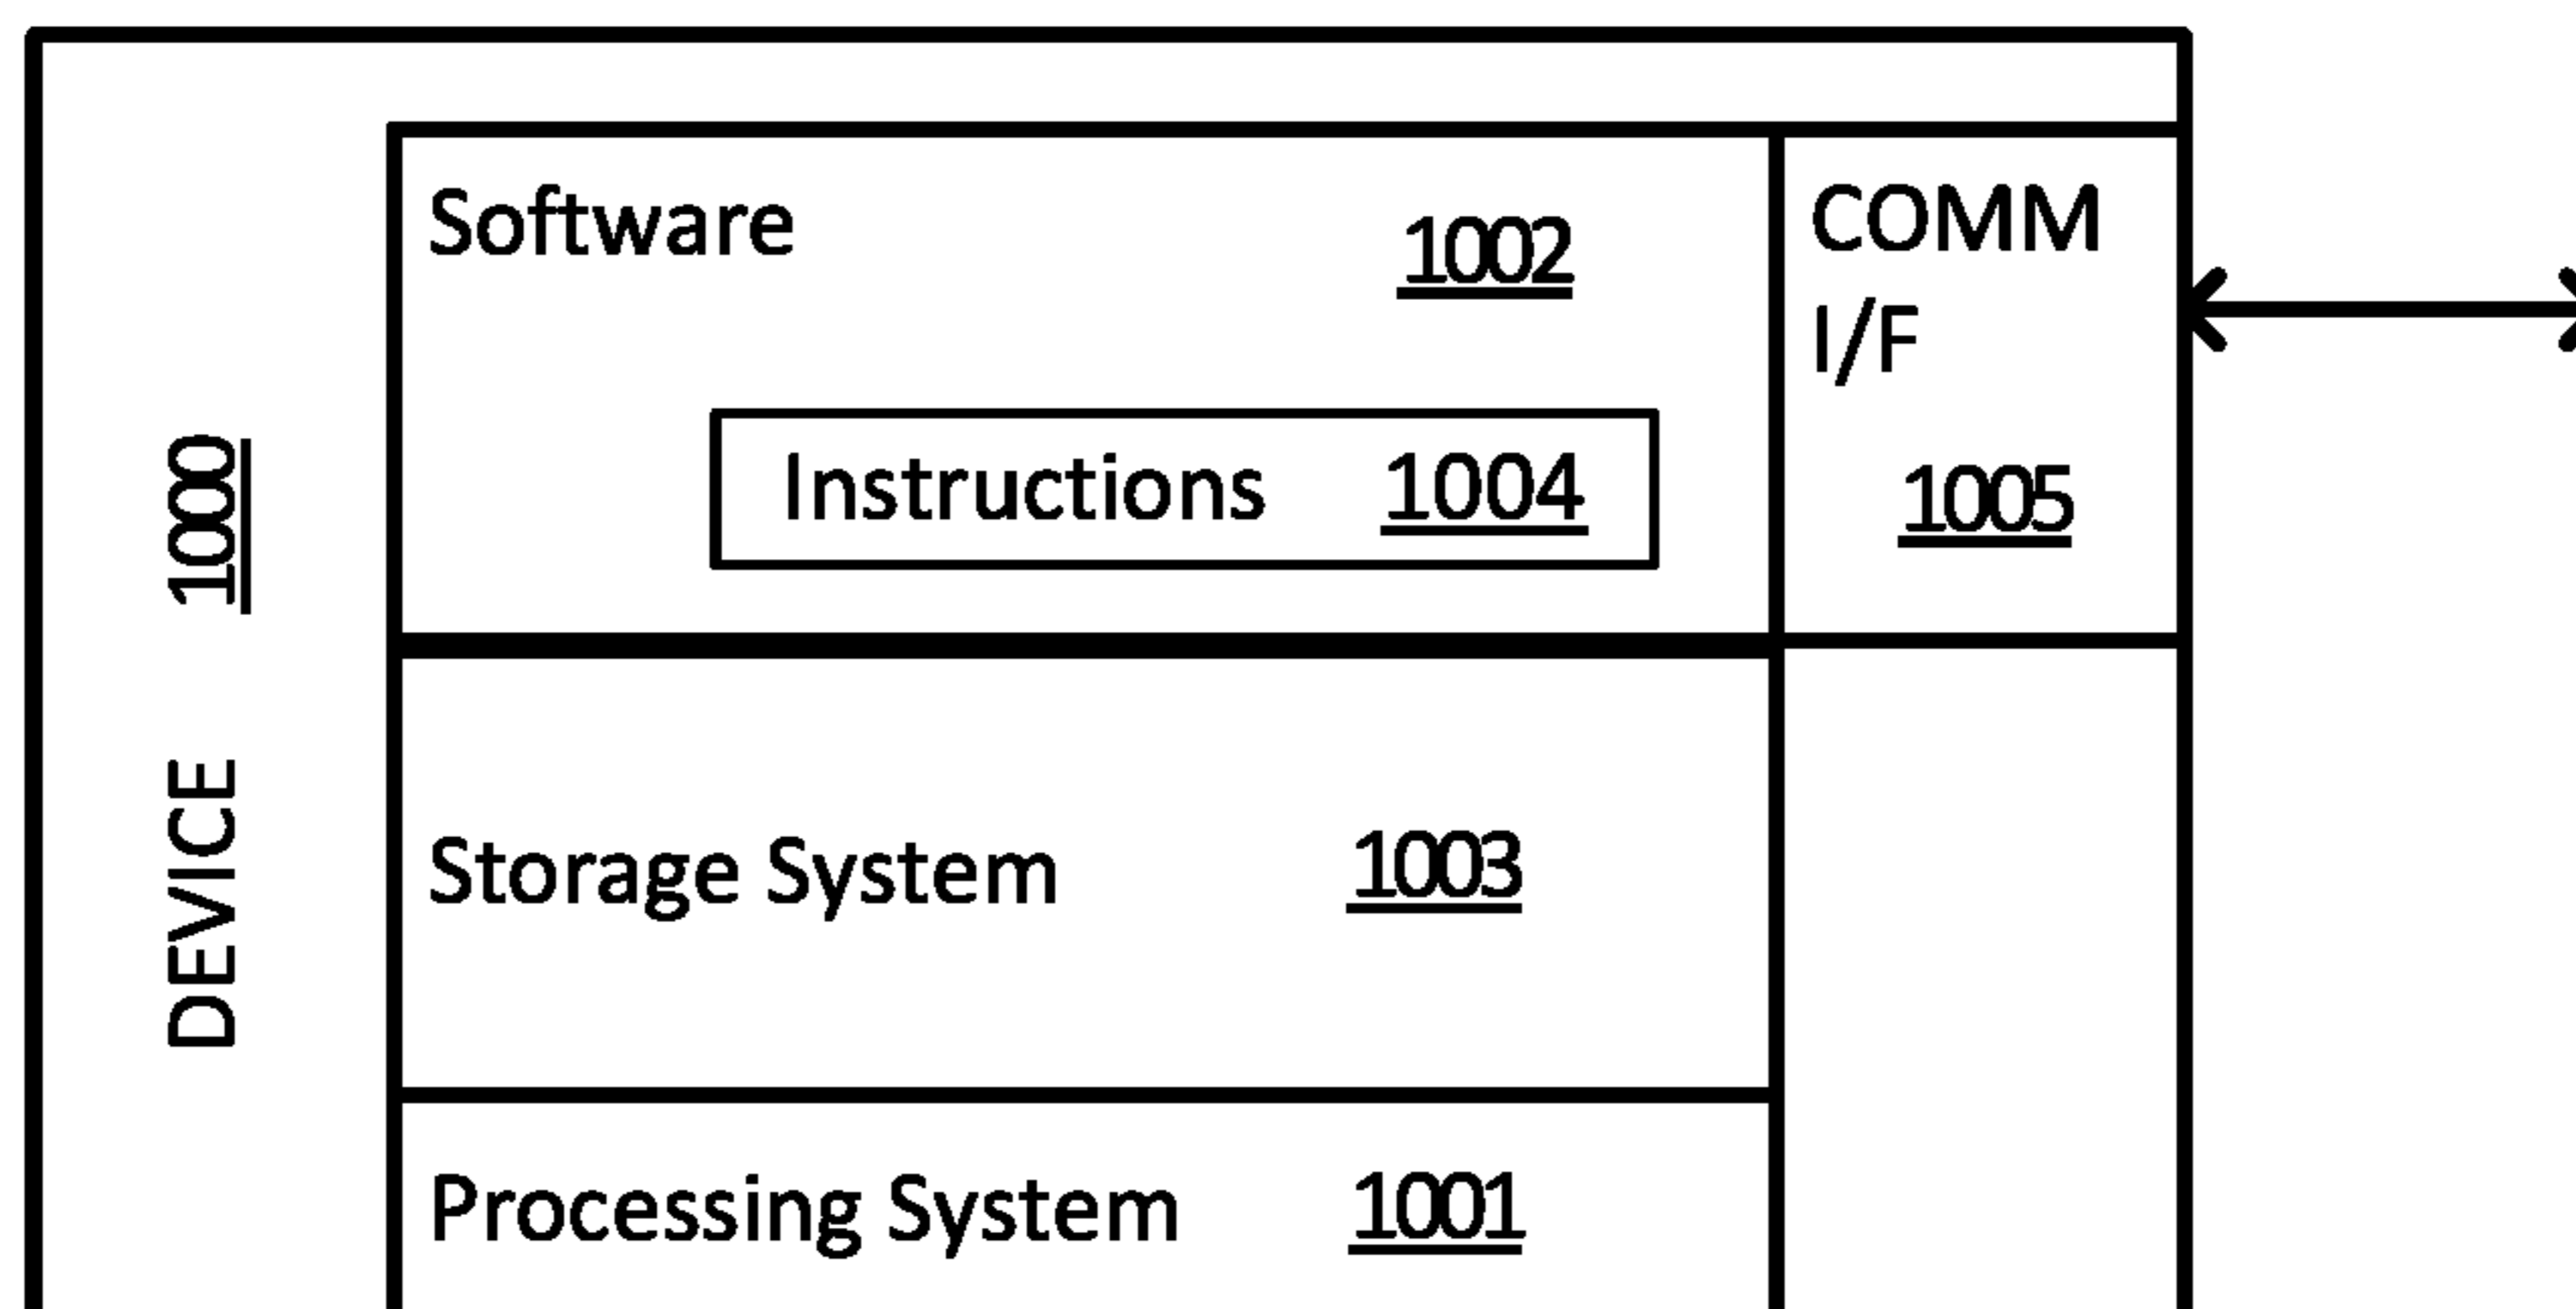 DEVICE 1000
Software 1002
Instructions 1004
COMM
I/F
1005
Storage System 1003
Processing System 1001